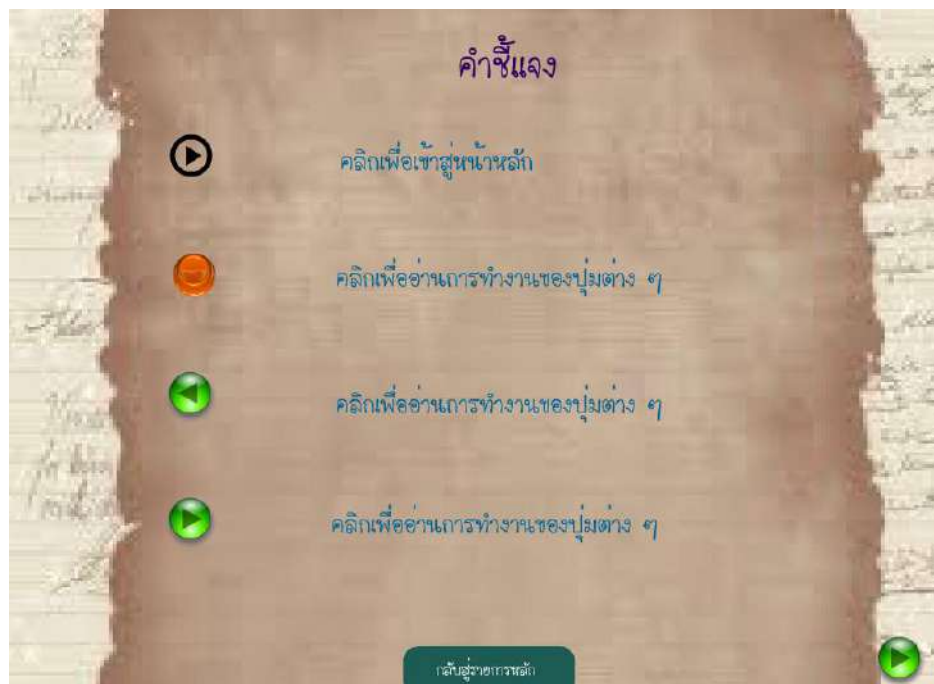 คำชี้แจง
คลิกเพื่อเข้าสู่หน้าหลัก
คลิกเพื่ออ่านการทำงานของปุ่มต่าง ๆ
คลิกเพื่ออ่านการทำงานของปุ่มต่าง ๆ
คลิกเพื่ออ่านการทำงานของปุ่มต่าง ๆ
กลับสู่รายการหลัก